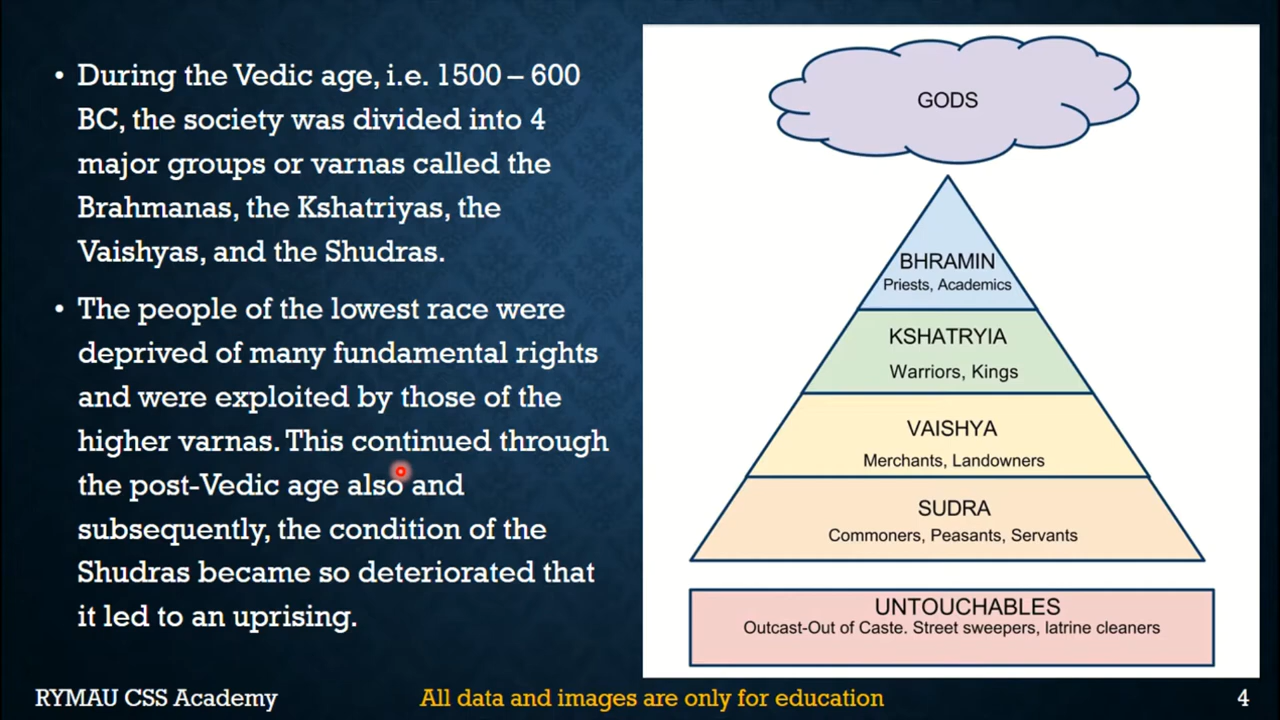 • During the Vedic age, i.e. 1500 – 600
BC, the society was divided into 4
major groups or varnas called the
Brahmanas, the Kshatriyas, the
Vaishyas, and the Shudras.
• The people of the lowest race were
deprived of many fundamental rights
and were exploited by those of the
higher varnas. This continued through
the post-Vedic age also and
subsequently, the condition of the
Shudras became so deteriorated that
it led to an uprising.
GODS
BHRAMIN
Priests, Academics
KSHATRYIA
Warriors, Kings
VAISHYA
Merchants, Landowners
SUDRA
Commoners, Peasants, Servants
UNTOUCHABLES
Outcast-Out of Caste. Street sweepers, latrine cleaners
RYMAU CSS Academy
All data and images are only for education
4